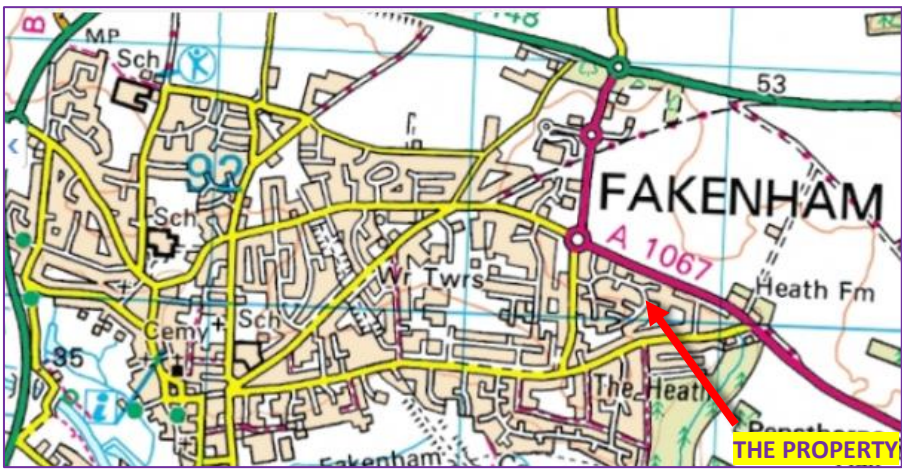 B
148
MP
Sch
53
92
FAKENHAM
Sch
A 1067
Wr Twrs
Heath Fm
Cemy
Sch
35
The Heath
i
Fakenham
THE PROPERTY